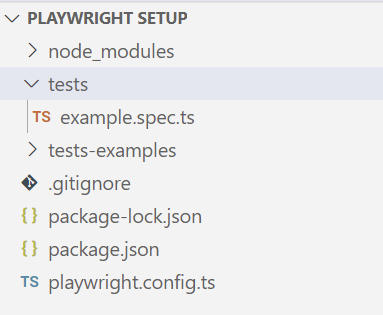 PLAYWRIGHT SETUP
node_modules
tests
TS example.spec.ts
tests-examples
.gitignore
{} package-lock.json
{} package.json
TS playwright.config.ts